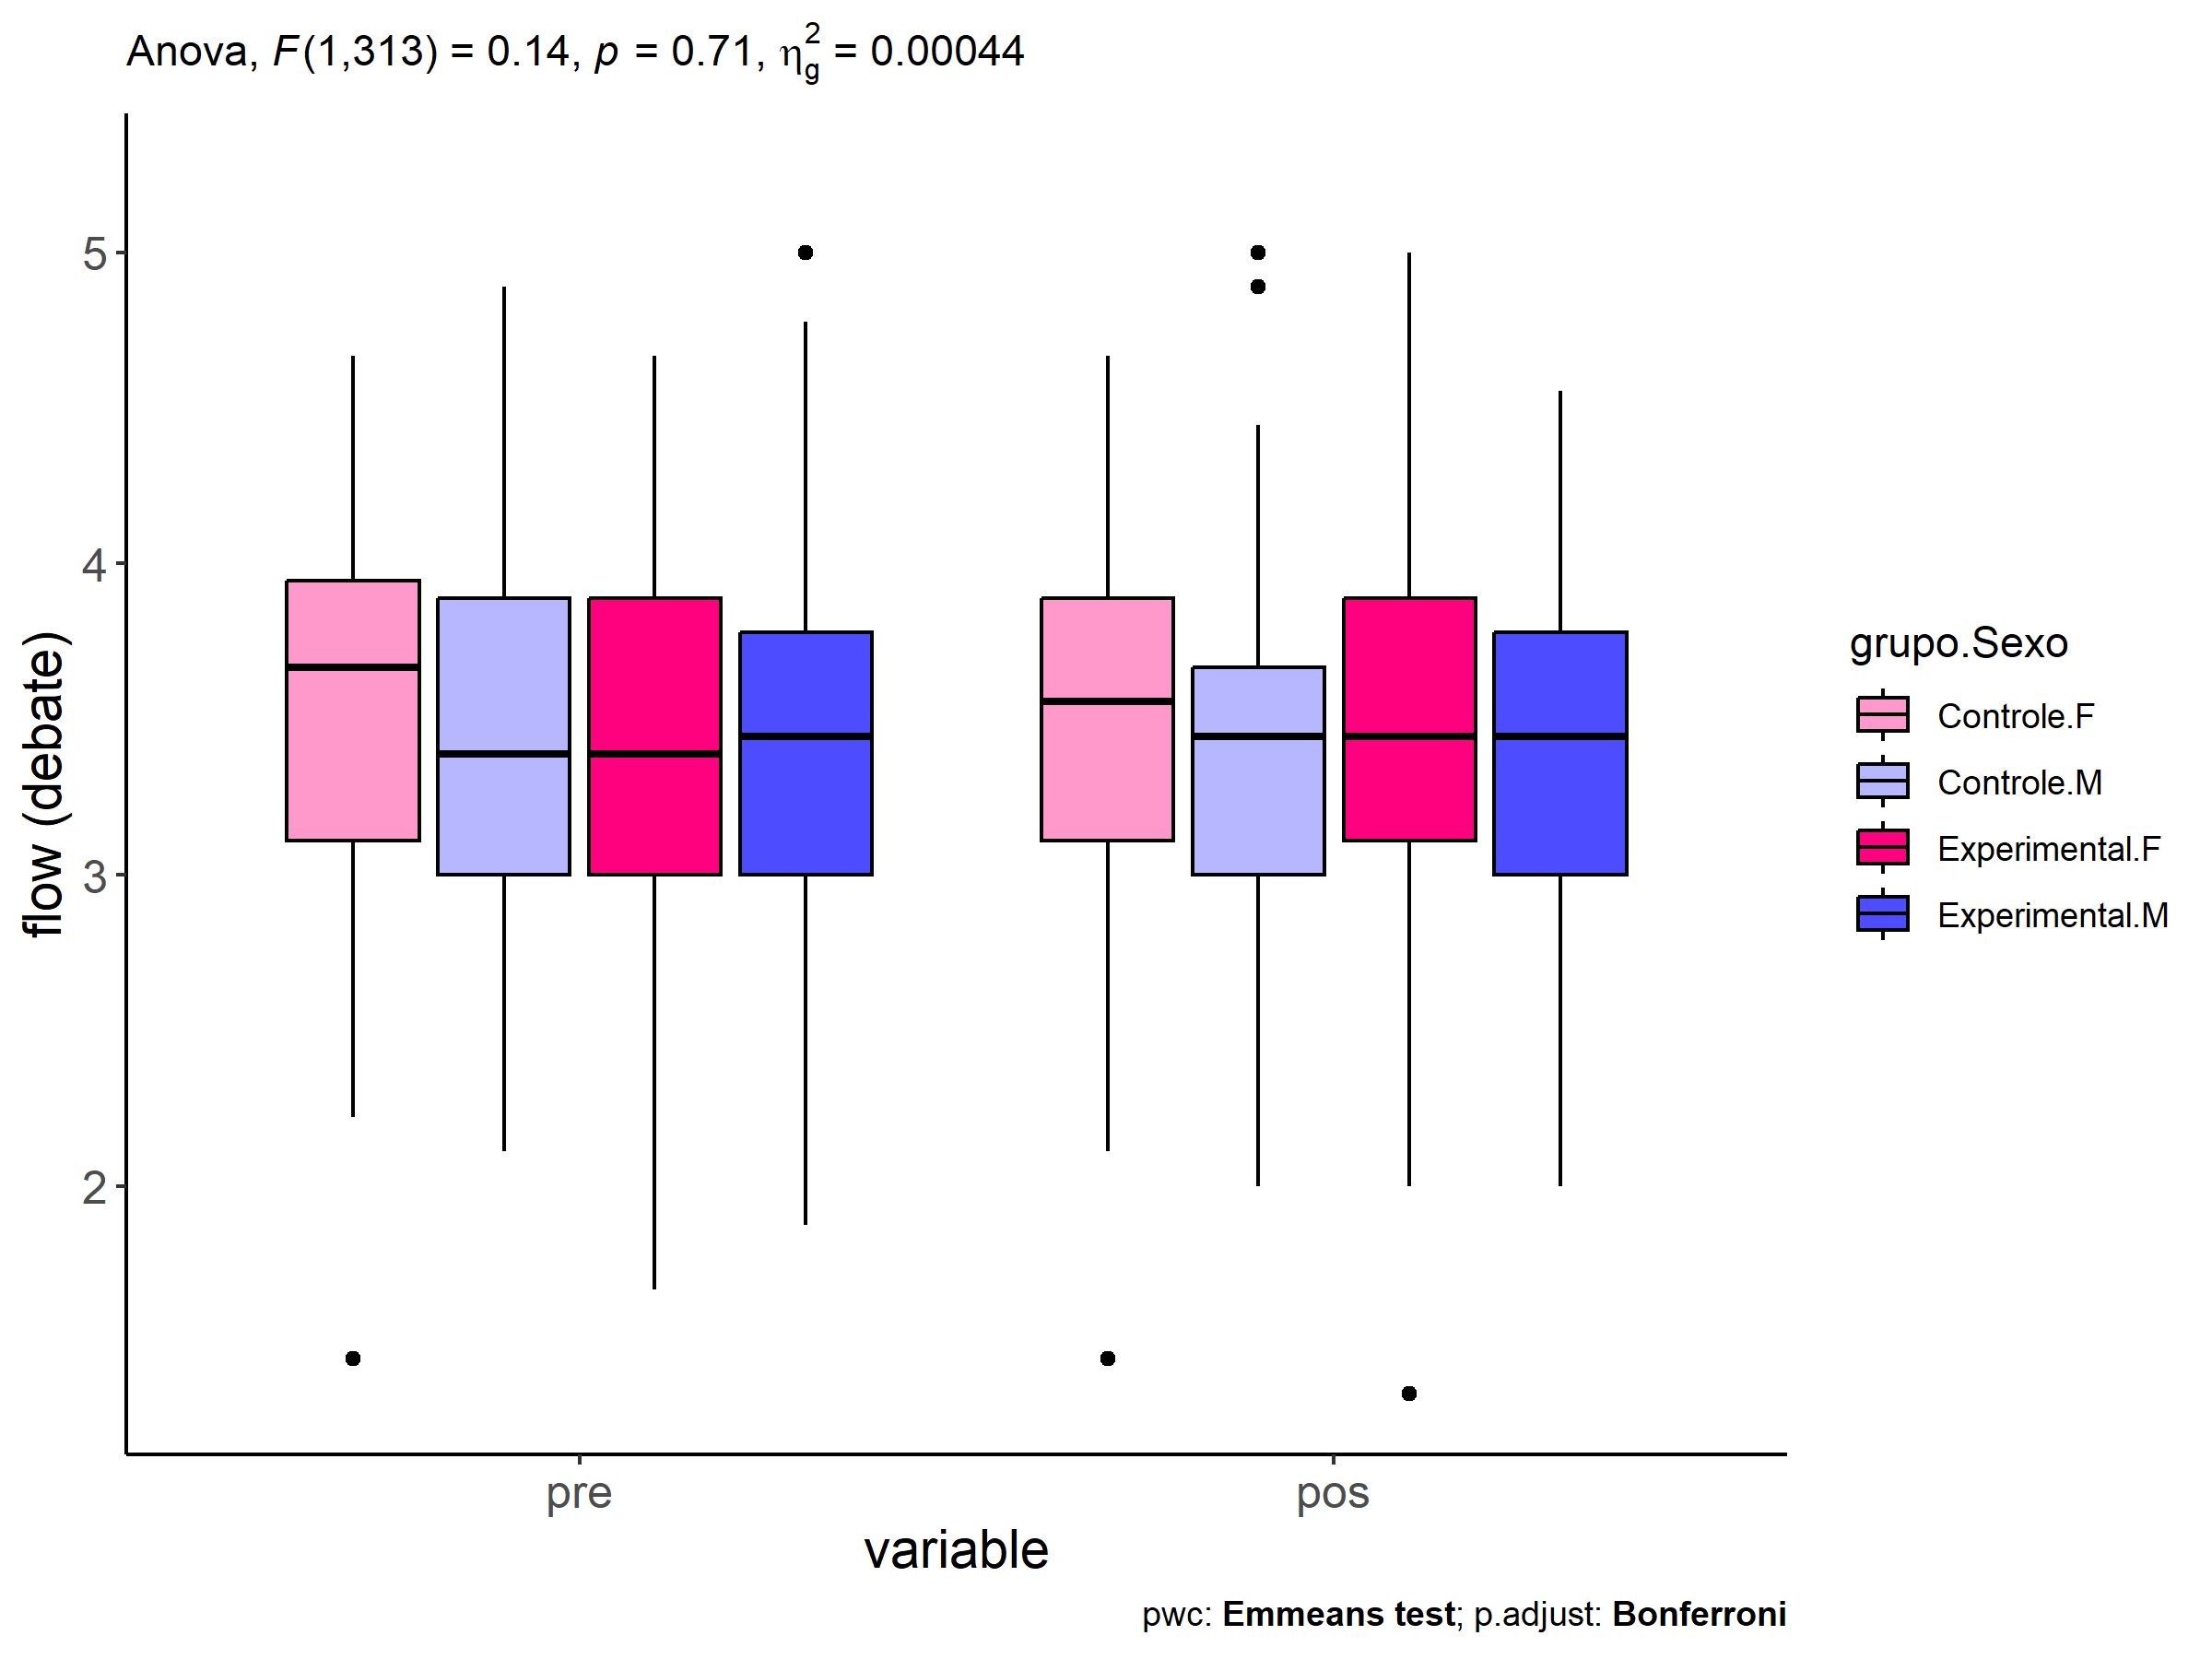 Anova, F(1,313) = 0.14, p = 0.71, η²g = 0.00044
5
4
3
2
flow (debate)
pre
pos
variable
grupo.Sexo
Controle.F
Controle.M
Experimental.F
Experimental.M
pwc: Emmeans test; p.adjust: Bonferroni